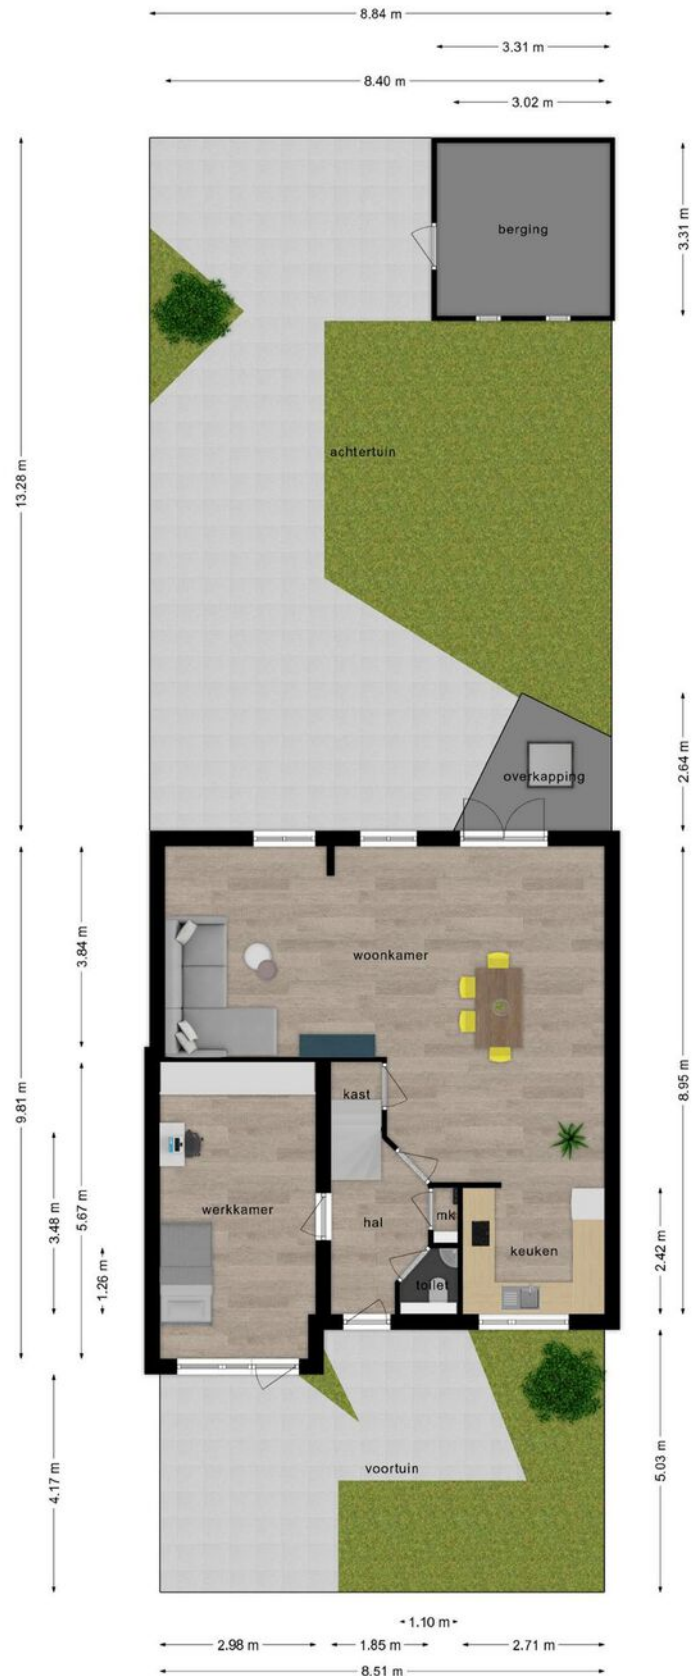 8.84 m
3.31 m
8.40 m
3.02 m
berging
3.31 m
achtertuin
13.28 m
2.64 m
overkapping
3.84 m
woonkamer
8.95 m
9.81 m
kast
5.67 m
3.48 m
werkkamer
hal
mk
2.42 m
keuken
1.26 m
toilet
voortuin
4.17 m
5.03 m
1.10 m
2.98 m
1.85 m
2.71 m
8.51 m